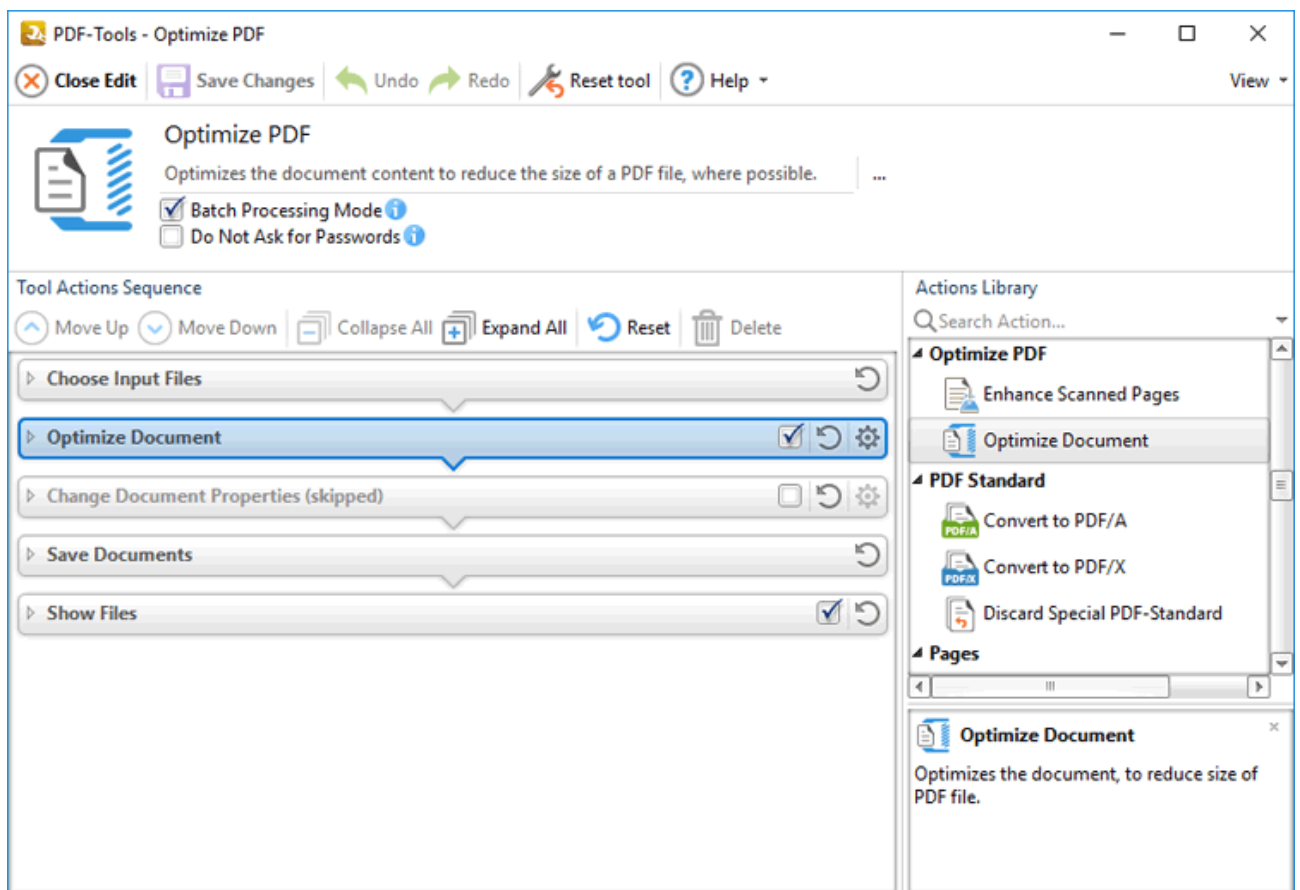 PDF-Tools - Optimize PDF
Close Edit Save Changes Undo Redo Reset tool ? Help View
Optimize PDF
Optimizes the document content to reduce the size of a PDF file, where possible. ...
Batch Processing Mode i
Do Not Ask for Passwords i
Tool Actions Sequence
Move Up Move Down Collapse All Expand All Reset Delete
Choose Input Files
Optimize Document
Change Document Properties (skipped)
Save Documents
Show Files
Actions Library
Search Action...
Optimize PDF
Enhance Scanned Pages
Optimize Document
PDF Standard
PDF/A Convert to PDF/A
PDF/X Convert to PDF/X
Discard Special PDF-Standard
Pages
Optimize Document
Optimizes the document, to reduce size of
PDF file.